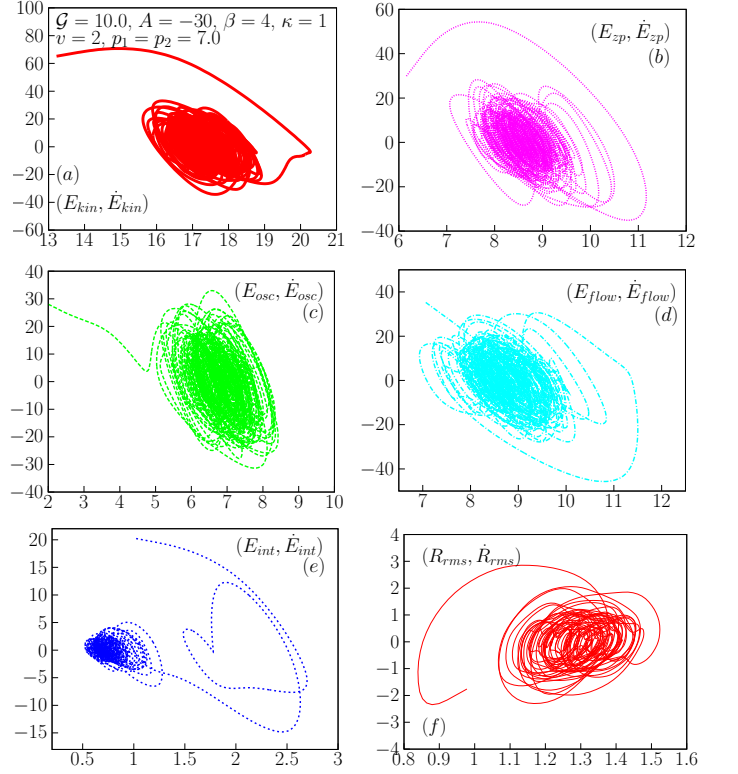 𝒢 = 10.0, A = −30, β = 4, κ = 1
v = 2, p₁ = p₂ = 7.0
(a)
(E_kin, Ė_kin)
100
80
60
40
20
0
−20
−40
−60
13 14 15 16 17 18 19 20 21
(E_zp, Ė_zp)
(b)
60
40
20
0
−20
−40
6 7 8 9 10 11 12
(E_osc, Ė_osc)
(c)
40
30
20
10
0
−10
−20
−30
−40
2 3 4 5 6 7 8 9 10
(E_flow, Ė_flow)
(d)
40
20
0
−20
−40
7 8 9 10 11 12
(E_int, Ė_int)
(e)
20
15
10
5
0
−5
−10
−15
0.5 1 1.5 2 2.5 3
(R_rms, Ṙ_rms)
(f)
4
3
2
1
0
−1
−2
−3
−4
0.8 0.9 1 1.1 1.2 1.3 1.4 1.5 1.6